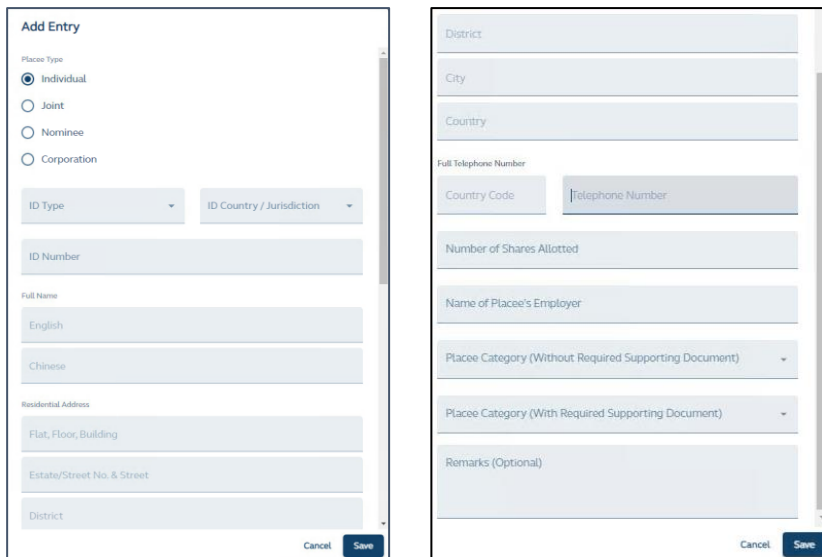 Add Entry
Placee Type
Individual
Joint
Nominee
Corporation
ID Type
ID Country / Jurisdiction
ID Number
Full Name
English
Chinese
Residential Address
Flat, Floor, Building
Estate/Street No. & Street
District
Cancel
Save
District
City
Country
Full Telephone Number
Country Code
Telephone Number
Number of Shares Allotted
Name of Placee's Employer
Placee Category (Without Required Supporting Document)
Placee Category (With Required Supporting Document)
Remarks (Optional)
Cancel
Save